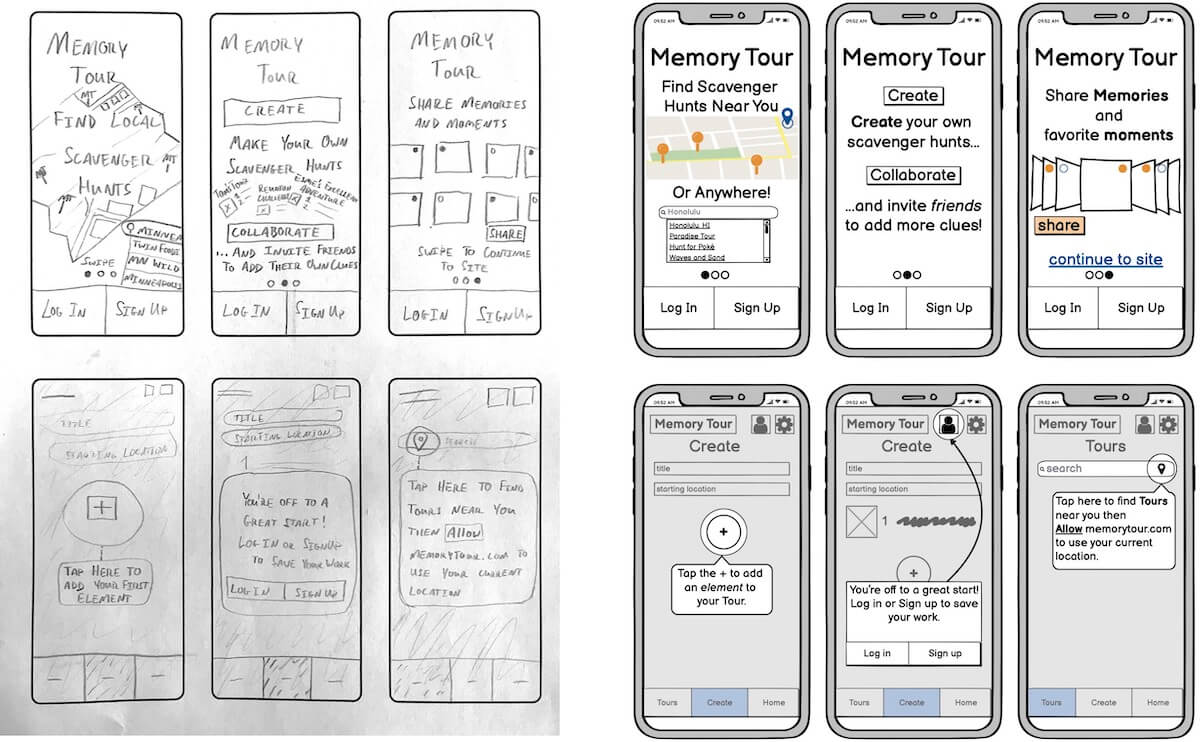 MEMORY
TOUR
MT
FIND LOCAL
SCAVENGER MT
HUNTS
MT
MINNEA
TWIN FOODI
MN WILD
MINNEAPOLIS
SWIPE
LOG IN SIGN UP
MEMORY
TOUR
CREATE
MAKE YOUR OWN
SCAVENGER HUNTS
ADVENTURE
1
2
COLLABORATE
... AND INVITE FRIENDS
TO ADD THEIR OWN CLUES
LOG IN SIGN UP
MEMORY
TOUR
SHARE MEMORIES
AND MOMENTS
SHARE
SWIPE TO CONTINUE
TO SITE
LOG IN SIGN UP
09:52 AM
Memory Tour
Find Scavenger
Hunts Near You
Or Anywhere!
Honolulu
Honolulu, HI
Paradise Tour
Hunt for Poké
Waves and Sand
Log In Sign Up
09:52 AM
Memory Tour
Create
Create your own
scavenger hunts...
Collaborate
...and invite friends
to add more clues!
Log In Sign Up
09:52 AM
Memory Tour
Share Memories
and
favorite moments
share
continue to site
Log In Sign Up
TITLE
STARTING LOCATION
TAP HERE TO
ADD YOUR FIRST
ELEMENT
TITLE
STARTING LOCATION
1
YOU'RE OFF TO A
GREAT START!
LOG IN OR SIGNUP
TO SAVE YOUR WORK
LOG IN SIGN UP
SEARCH
TAP HERE TO FIND
TOURS NEAR YOU
THEN Allow
MEMORYTOUR.COM TO
USE YOUR CURRENT
LOCATION
09:52 AM
Memory Tour
Create
title
starting location
Tap the + to add
an element to
your Tour.
Tours Create Home
09:52 AM
Memory Tour
Create
title
starting location
1
You're off to a great start!
Log in or Sign up to save
your work.
Log in Sign up
Tours Create Home
09:52 AM
Memory Tour
Tours
search
Tap here to find Tours
near you then
Allow memorytour.com
to use your current
location.
Tours Create Home